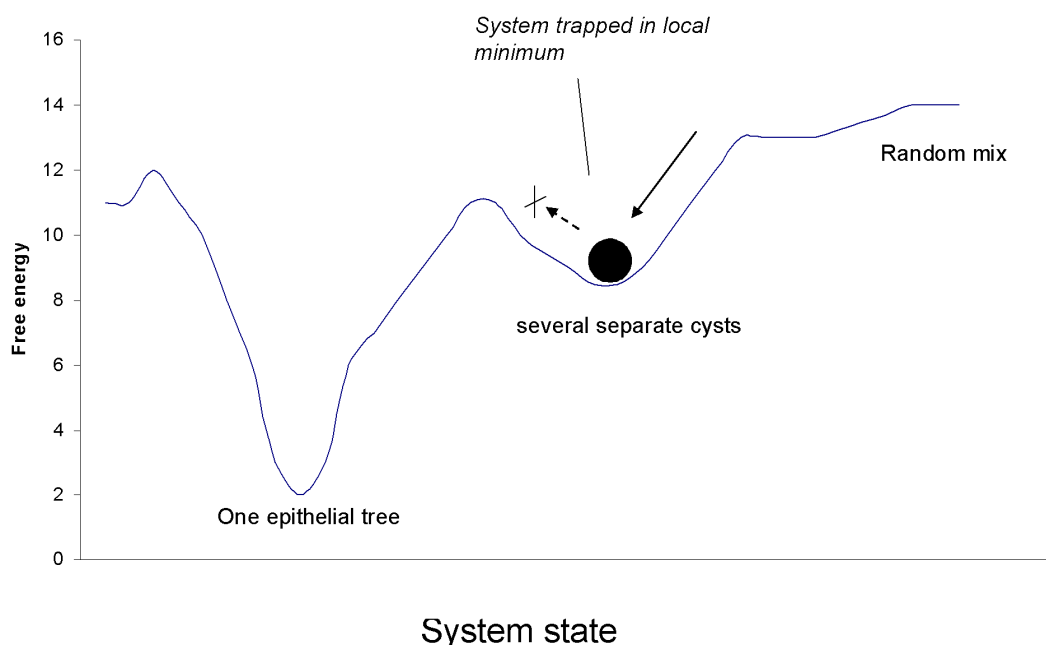 System trapped in local
minimum
16
14
12
10
8
6
4
2
0
Free energy
Random mix
several separate cysts
One epithelial tree
System state